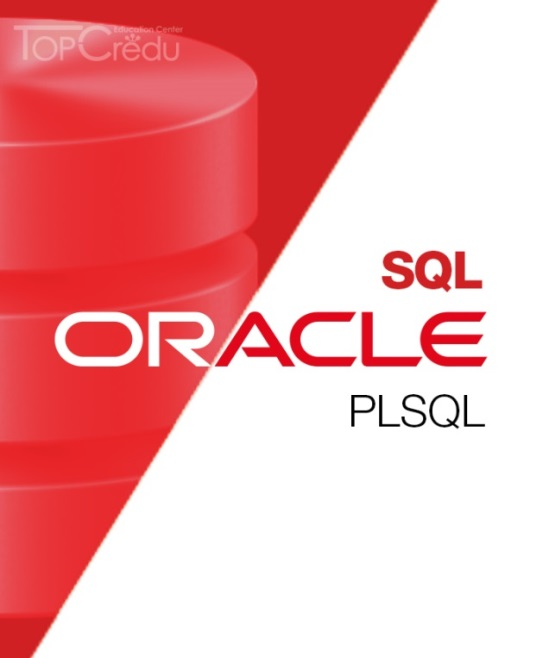 Education Center
TOPCredu
SQL
ORACLE
PLSQL